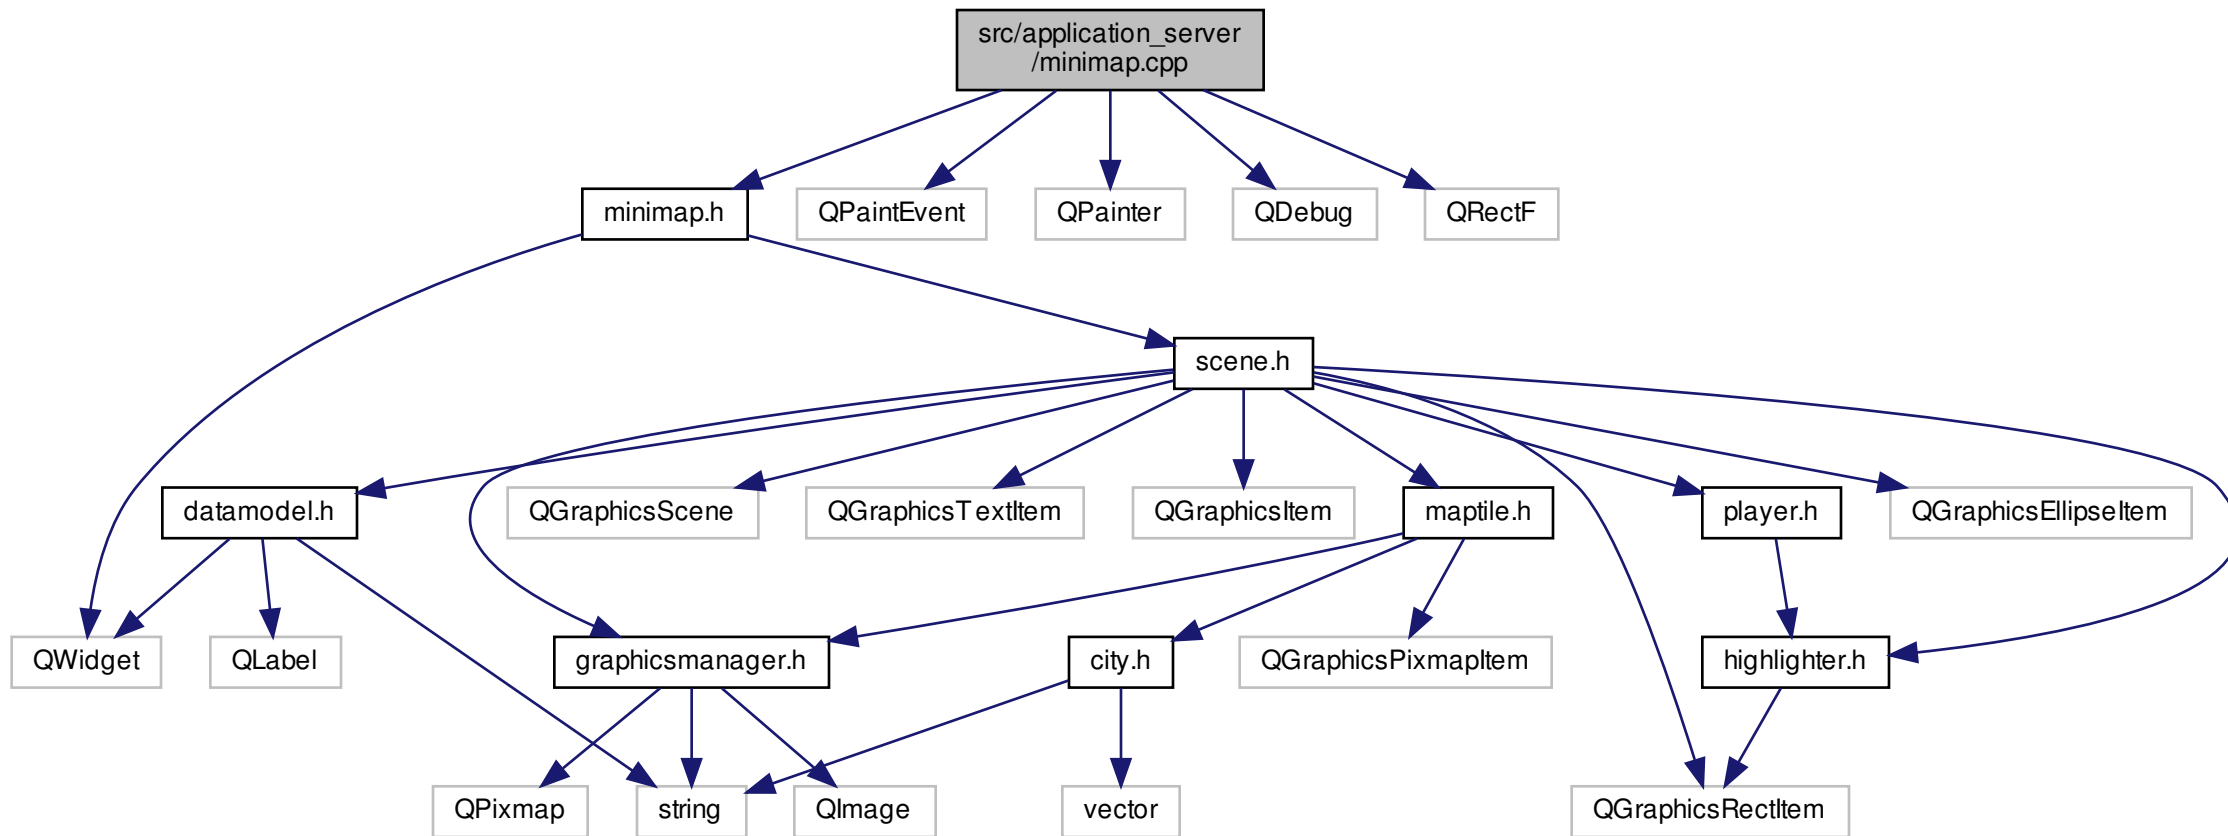 src/application_server
/minimap.cpp
minimap.h
QPaintEvent
QPainter
QDebug
QRectF
scene.h
datamodel.h
QGraphicsScene
QGraphicsTextItem
QGraphicsItem
maptile.h
player.h
QGraphicsEllipseItem
QWidget
QLabel
graphicsmanager.h
city.h
QGraphicsPixmapItem
highlighter.h
QPixmap
string
QImage
vector
QGraphicsRectItem